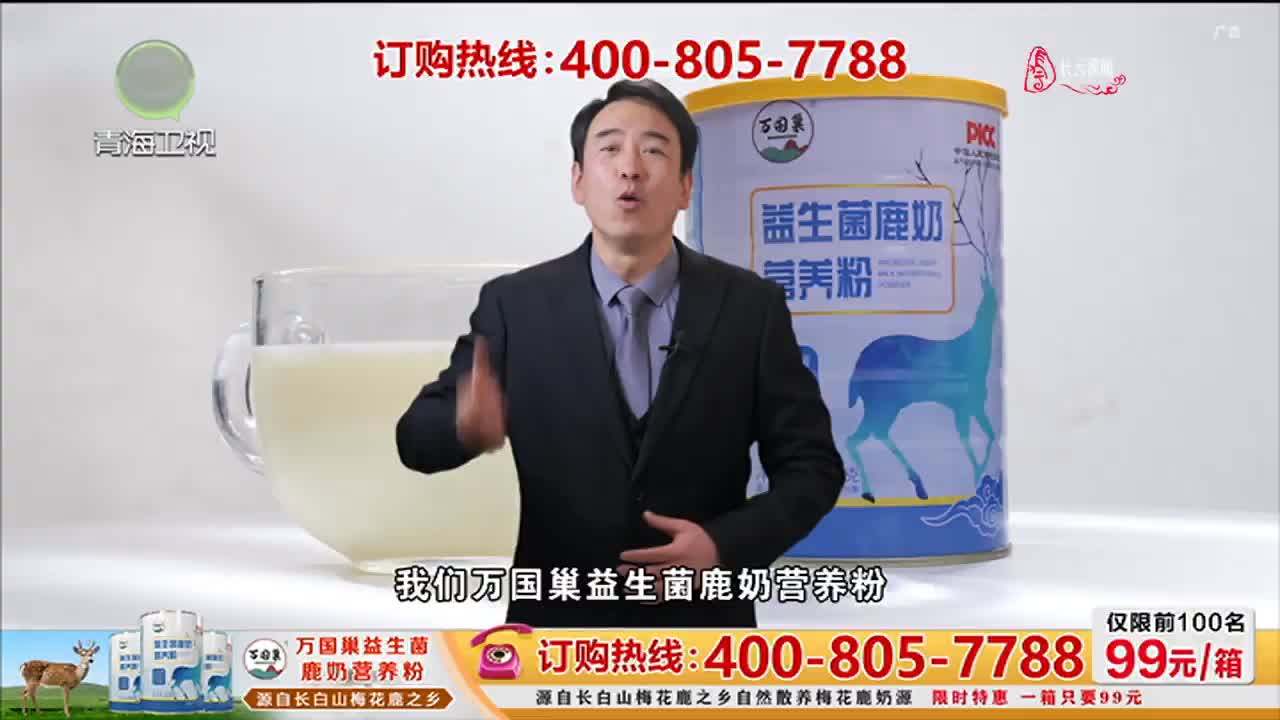 订购热线:400-805-7788
广告
青海卫视
万国巢
PICC
益生菌鹿奶
营养粉
我们万国巢益生菌鹿奶营养粉
万国巢
万国巢益生菌
鹿奶营养粉
源自长白山梅花鹿之乡
订购热线:400-805-7788
源自长白山梅花鹿之乡自然散养梅花鹿奶源 限时特惠 一箱只要99元
仅限前100名
99元/箱